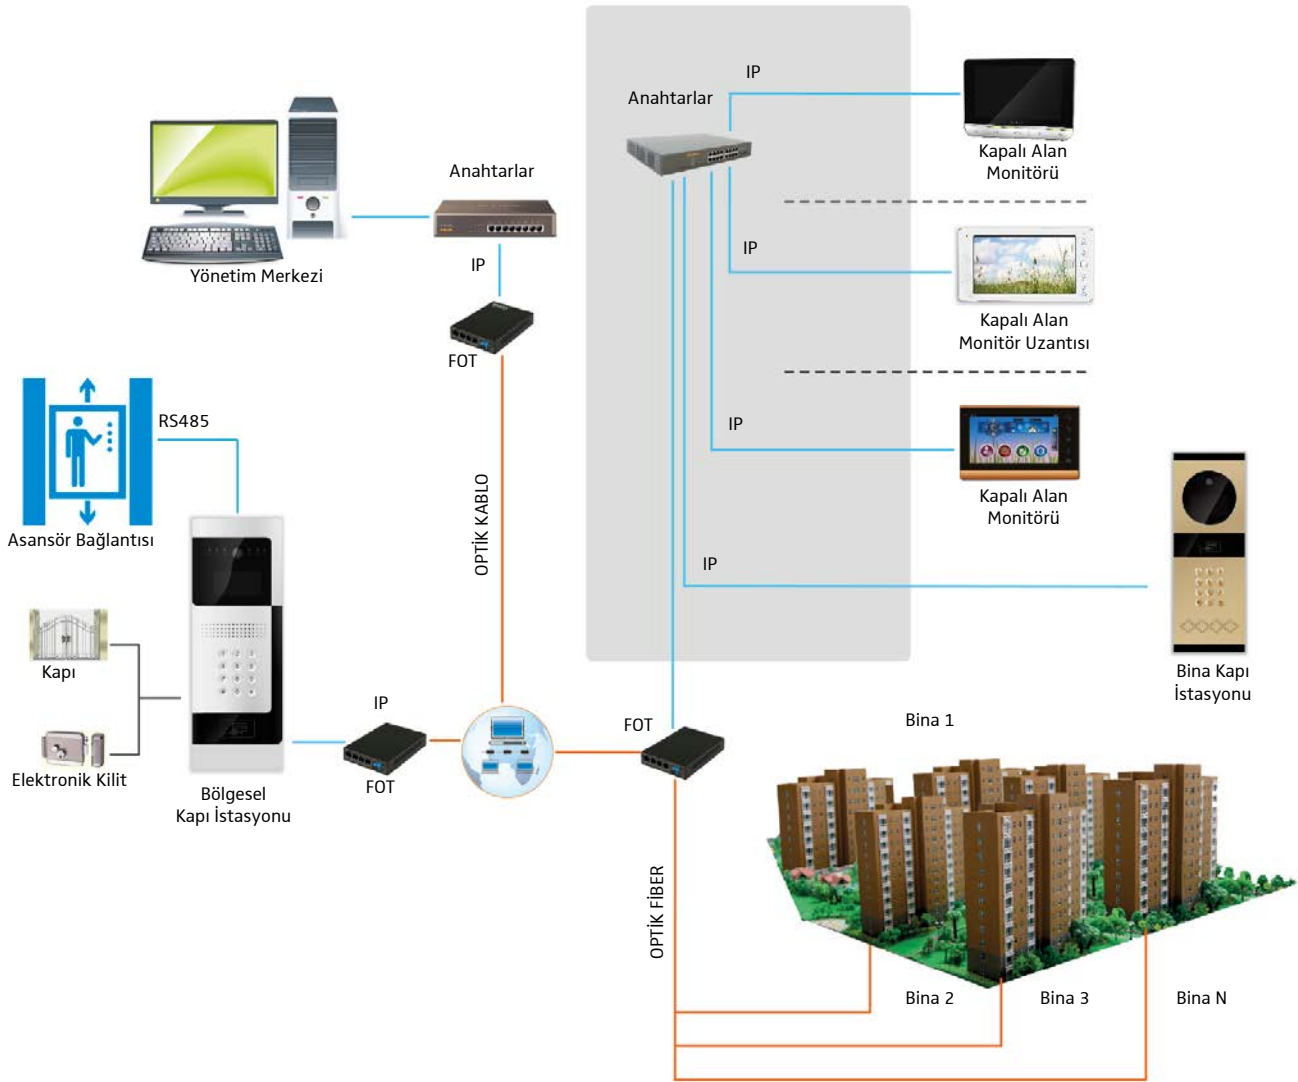 IP
Anahtarlar
Kapalı Alan
Monitörü
Anahtarlar
IP
Yönetim Merkezi
IP
Kapalı Alan
Monitör Uzantısı
FOT
RS485
IP
OPTİK KABLO
Kapalı Alan
Monitörü
Asansör Bağlantısı
IP
Kapı
Bina Kapı
İstasyonu
IP
FOT
Bina 1
Elektronik Kilit
FOT
Bölgesel
Kapı İstasyonu
OPTİK FİBER
Bina 2
Bina 3
Bina N